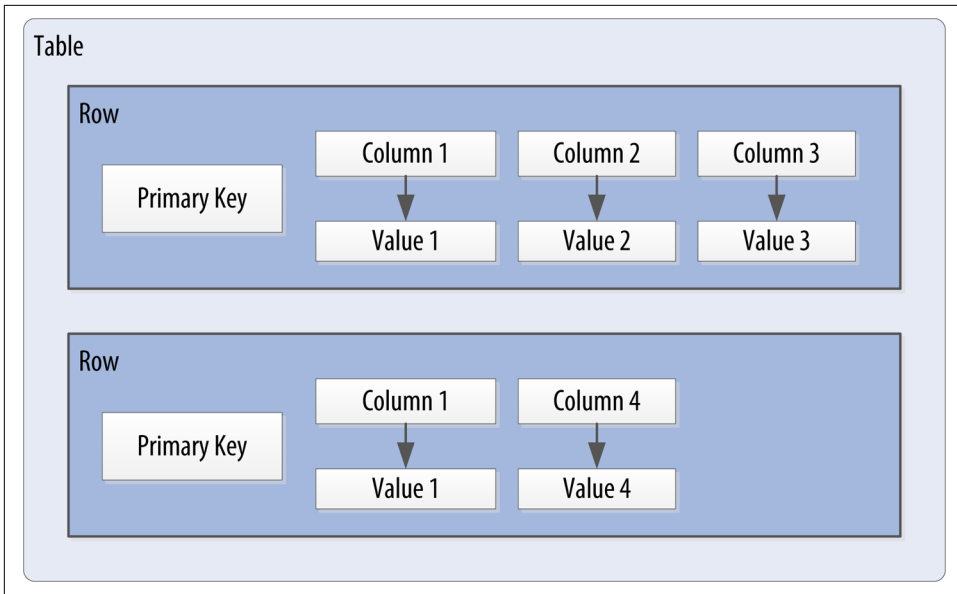 Table
Row
Primary Key
Column 1
Column 2
Column 3
Value 1
Value 2
Value 3
Row
Primary Key
Column 1
Column 4
Value 1
Value 4